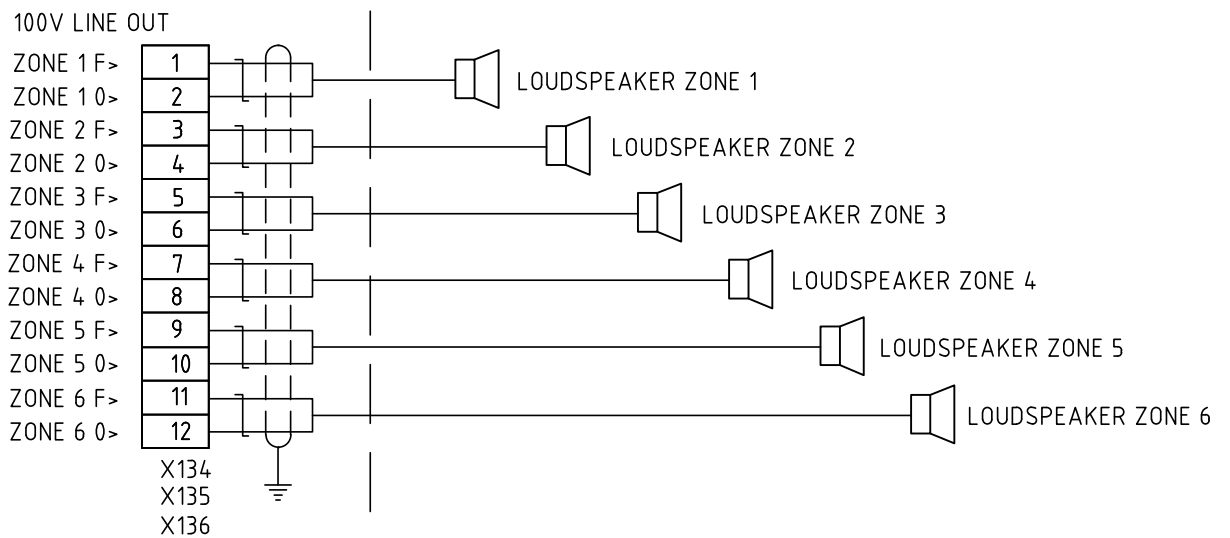 100V LINE OUT
ZONE 1 F> 1
LOUDSPEAKER ZONE 1
ZONE 1 0> 2
ZONE 2 F> 3
LOUDSPEAKER ZONE 2
ZONE 2 0> 4
ZONE 3 F> 5
LOUDSPEAKER ZONE 3
ZONE 3 0> 6
ZONE 4 F> 7
LOUDSPEAKER ZONE 4
ZONE 4 0> 8
ZONE 5 F> 9
LOUDSPEAKER ZONE 5
ZONE 5 0> 10
ZONE 6 F> 11
LOUDSPEAKER ZONE 6
ZONE 6 0> 12
X134
X135
X136